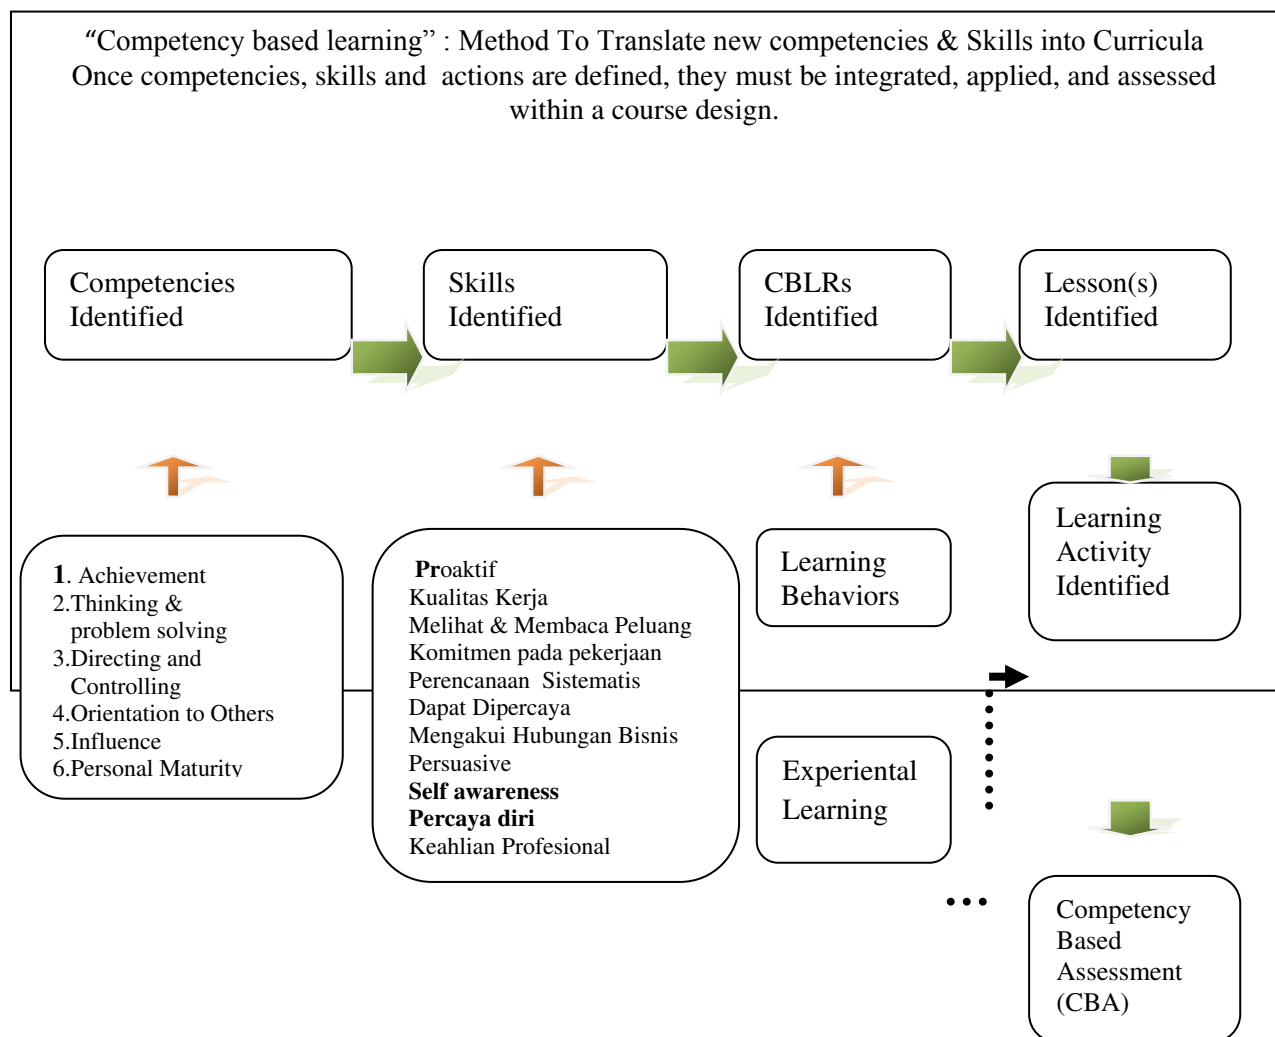 “Competency based learning” : Method To Translate new competencies & Skills into Curricula
Once competencies, skills and actions are defined, they must be integrated, applied, and assessed
within a course design.
Competencies
Identified
Skills
Identified
CBLRs
Identified
Lesson(s)
Identified
1. Achievement
2.Thinking &
problem solving
3.Directing and
Controlling
4.Orientation to Others
5.Influence
6.Personal Maturity
Proaktif
Kualitas Kerja
Melihat & Membaca Peluang
Komitmen pada pekerjaan
Perencanaan Sistematis
Dapat Dipercaya
Mengakui Hubungan Bisnis
Persuasive
Self awareness
Percaya diri
Keahlian Profesional
Learning
Behaviors
Experiental
Learning
Learning
Activity
Identified
Competency
Based
Assessment
(CBA)